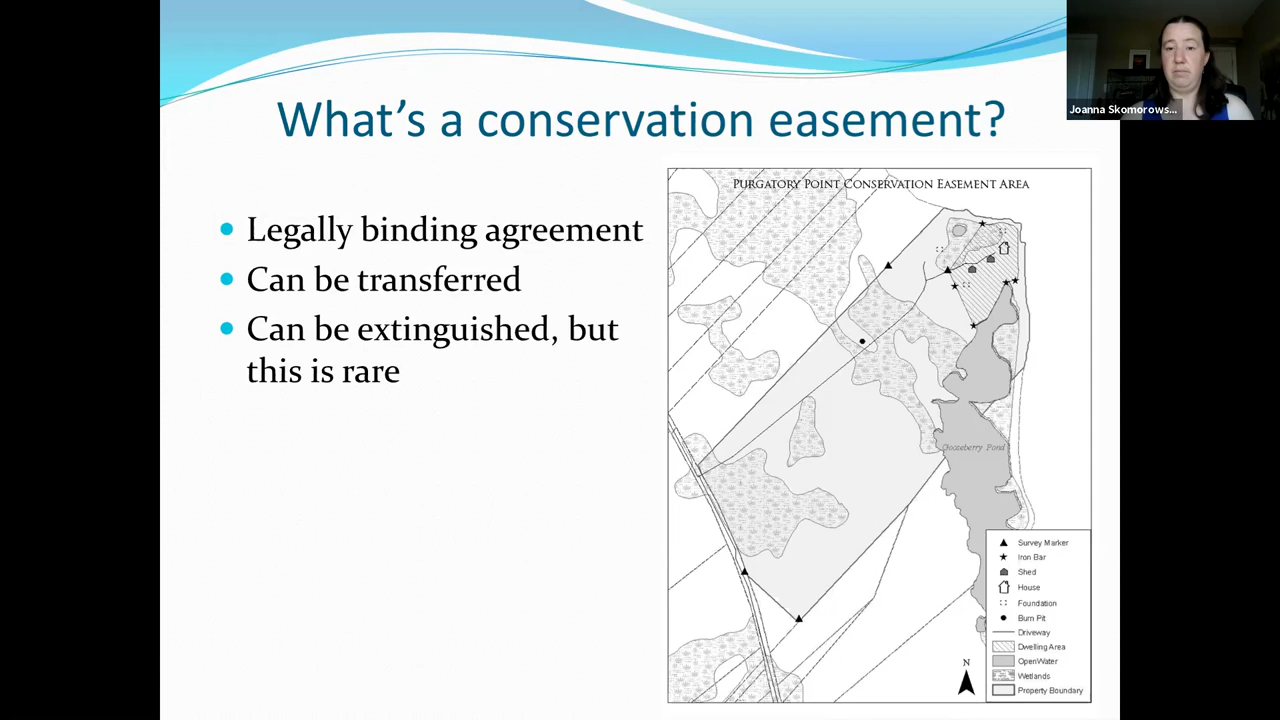 What's a conservation easement?
Joanna Skomorows...
Legally binding agreement
Can be transferred
Can be extinguished, but
this is rare
Purgatory Point Conservation Easement Area
Gooseberry Pond
Survey Marker
Iron Bar
Shed
House
Foundation
Burn Pit
Driveway
Dwelling Area
OpenWater
Wetlands
Property Boundary
N